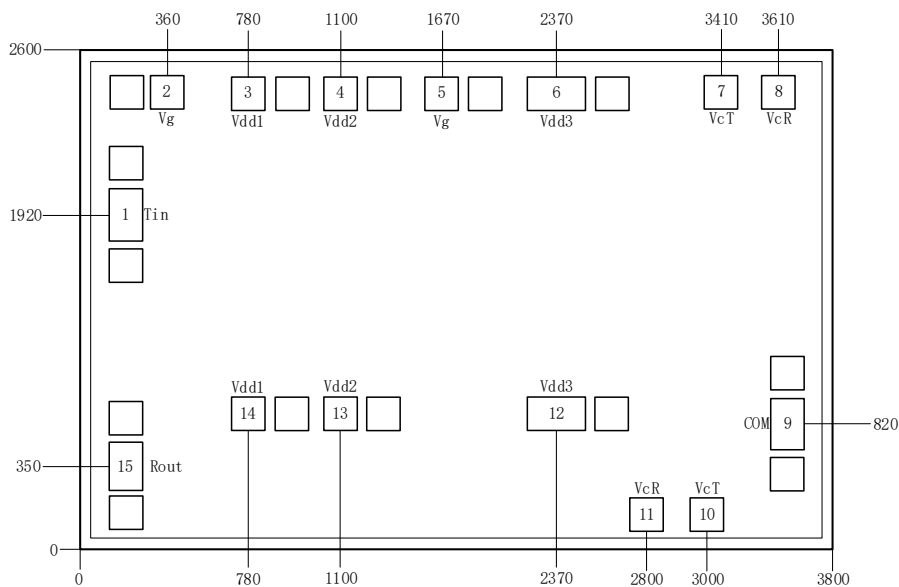 360 780 1100 1670 2370 3410 3610
2600
2 3 4 5 6 7 8
Vg Vdd1 Vdd2 Vg Vdd3 VcT VcR
1920 1 Tin
Vdd1 Vdd2 Vdd3
14 13 12 COM 9 820
350 15 Rout
VcR VcT
11 10
0
0 780 1100 2370 2800 3000 3800